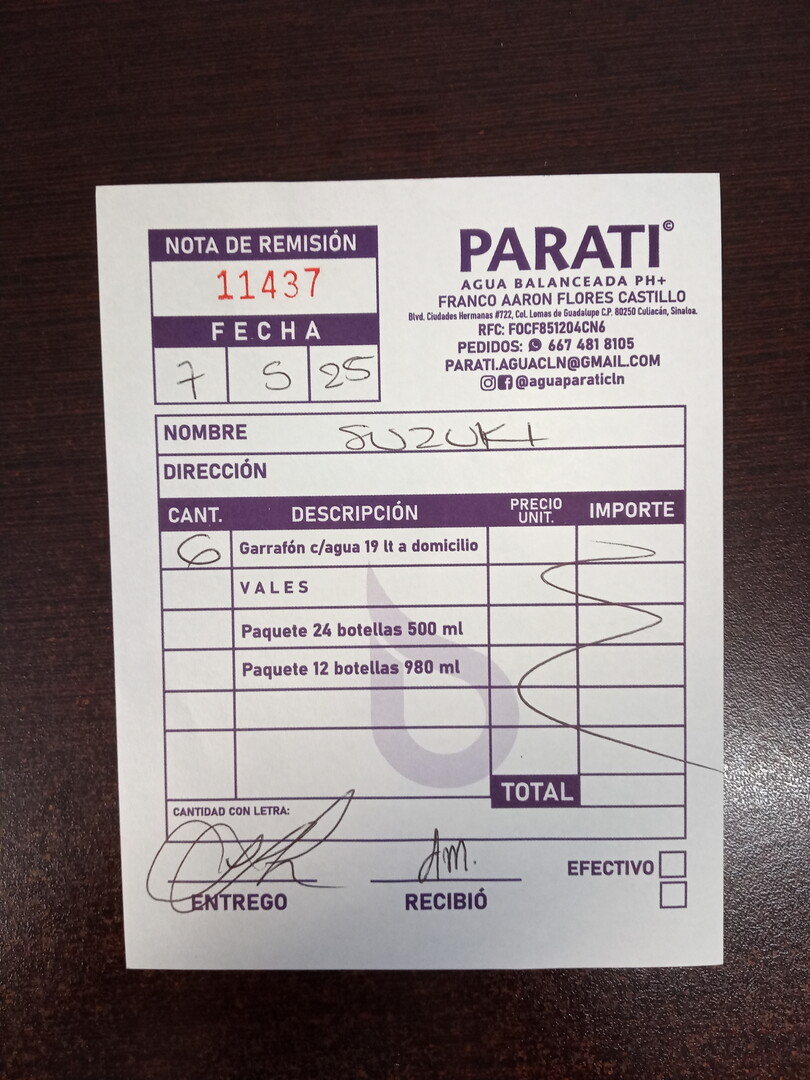 NOTA DE REMISIÓN
11437
FECHA
7 5 25
PARATI©
AGUA BALANCEADA PH+
FRANCO AARON FLORES CASTILLO
Blvd. Ciudades Hermanas #722, Col. Lomas de Guadalupe C.P. 80250 Culiacán, Sinaloa.
RFC: FOCF851204CN6
PEDIDOS: 667 481 8105
PARATI.AGUACLN@GMAIL.COM
@aguaparaticln
NOMBRE SUZUKI
DIRECCIÓN
CANT. DESCRIPCIÓN PRECIO UNIT. IMPORTE
6 Garrafón c/agua 19 lt a domicilio
VALES
Paquete 24 botellas 500 ml
Paquete 12 botellas 980 ml
TOTAL
CANTIDAD CON LETRA:
AM.
ENTREGO RECIBIÓ EFECTIVO